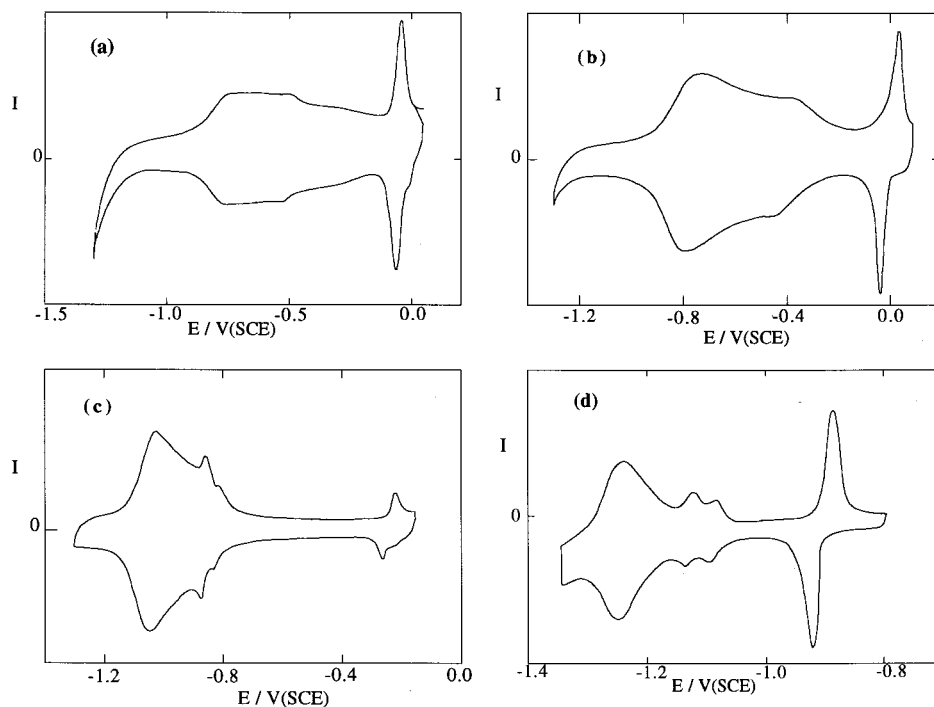 (a)
I
0
-1.5 -1.0 -0.5 0.0
E / V(SCE)
(b)
I
0
-1.2 -0.8 -0.4 0.0
E / V(SCE)
(c)
I
0
-1.2 -0.8 -0.4 0.0
E / V(SCE)
(d)
I
0
-1.4 -1.2 -1.0 -0.8
E / V(SCE)